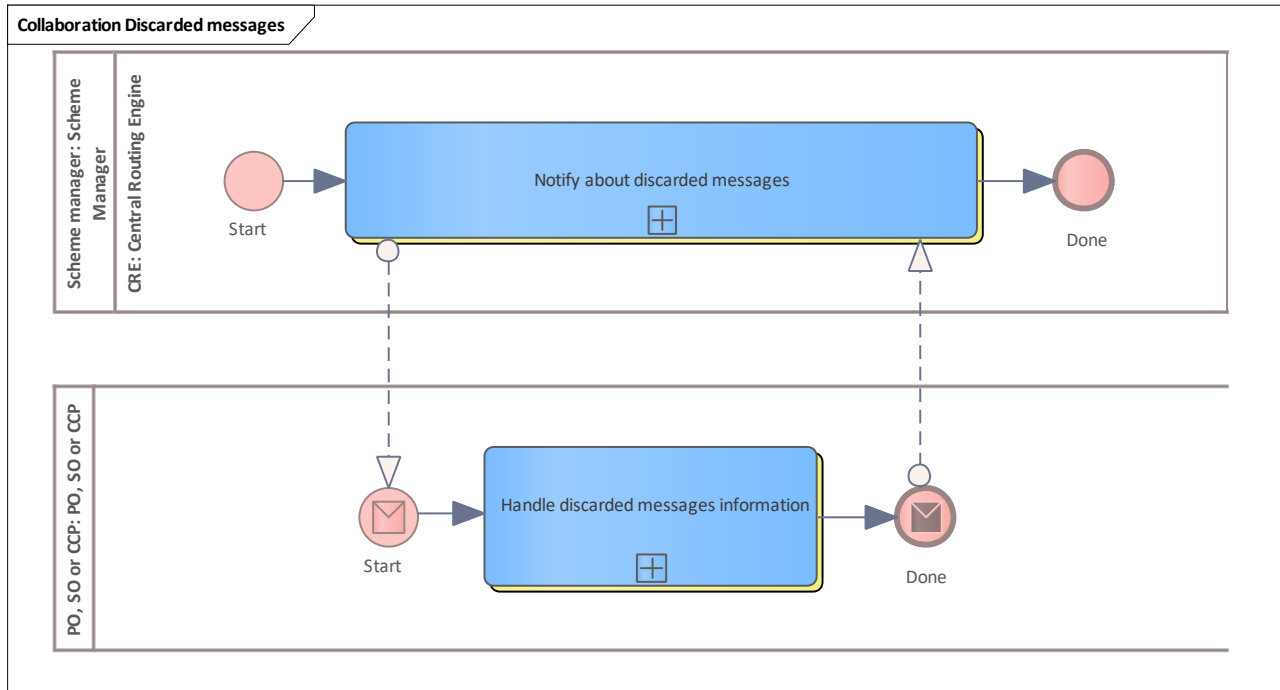 Collaboration Discarded messages
Scheme manager: Scheme
Manager
CRE: Central Routing Engine
Start
Notify about discarded messages
Done
PO, SO or CCP: PO, SO or CCP
Start
Handle discarded messages information
Done